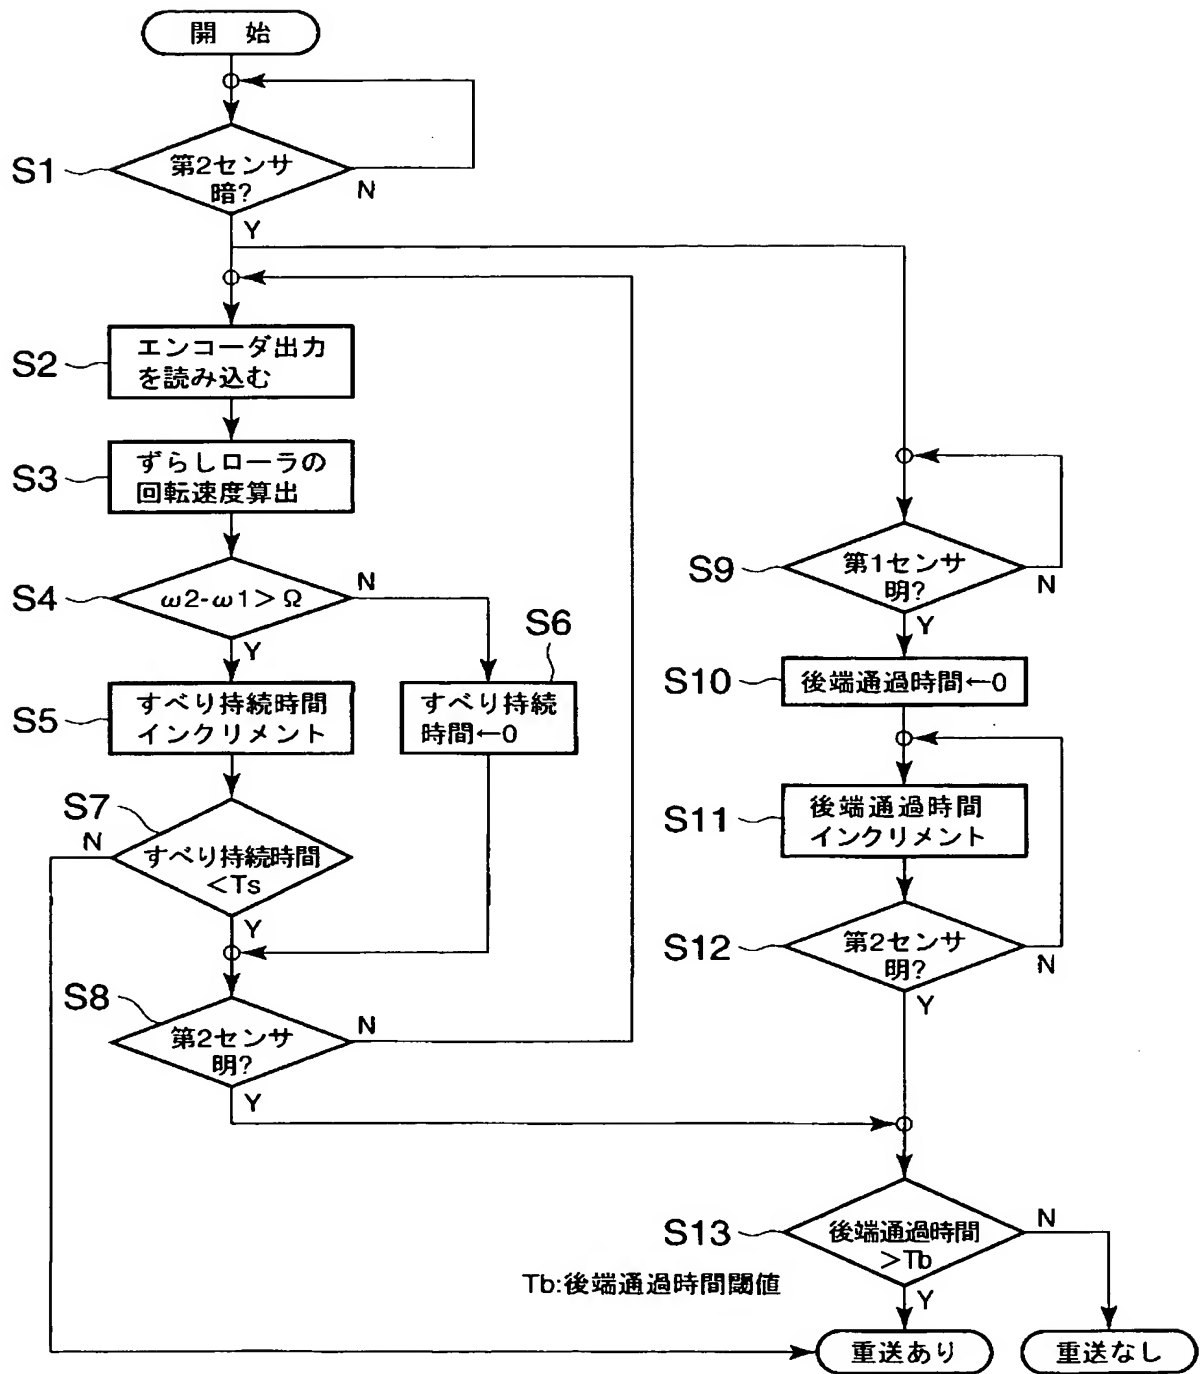 開 始
S1
第2センサ
暗?
N
Y
S2
エンコーダ出力
を読み込む
S3
ずらしローラの
回転速度算出
S4
ω2-ω1>Ω
N
Y
S5
すべり持続時間
インクリメント
S6
すべり持続
時間←0
S7
N
すべり持続時間
<Ts
Y
S8
第2センサ
明?
N
Y
S9
第1センサ
明?
N
Y
S10
後端通過時間←0
S11
後端通過時間
インクリメント
S12
第2センサ
明?
N
Y
S13
後端通過時間
>Tb
N
Y
Tb:後端通過時間閾値
重送あり
重送なし